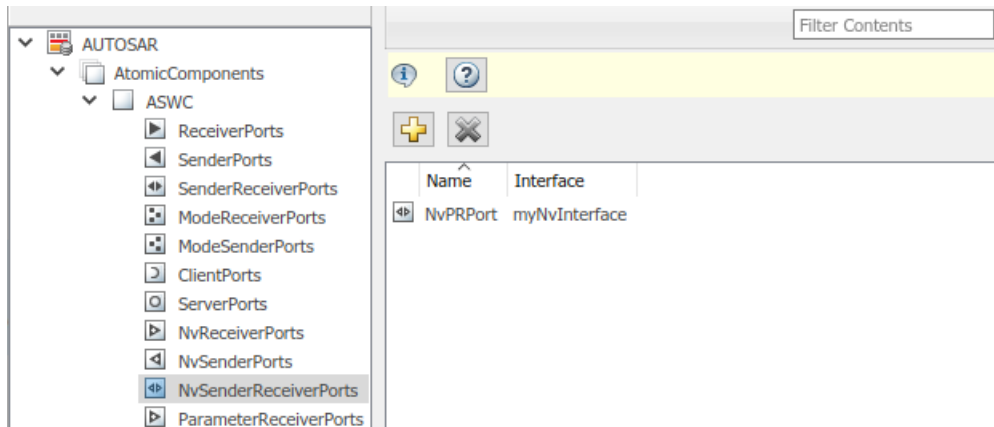 Filter Contents
AUTOSAR
AtomicComponents
ASWC
ReceiverPorts
SenderPorts
SenderReceiverPorts
ModeReceiverPorts
ModeSenderPorts
ClientPorts
ServerPorts
NvReceiverPorts
NvSenderPorts
NvSenderReceiverPorts
ParameterReceiverPorts
Name Interface
NvPRPort myNvInterface